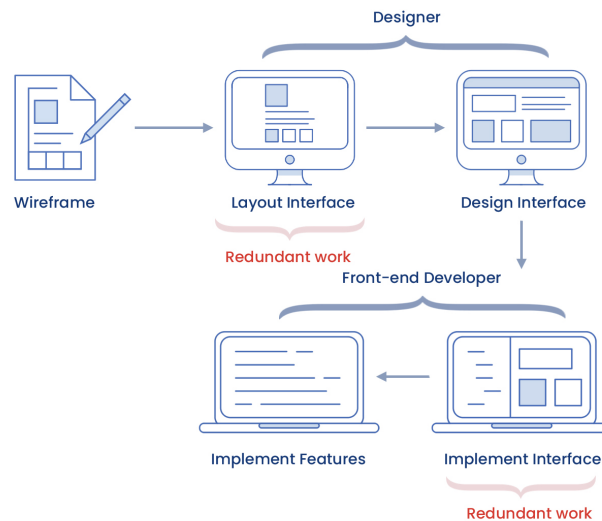 Designer
Wireframe
Layout Interface
Design Interface
Redundant work
Front-end Developer
Implement Features
Implement Interface
Redundant work